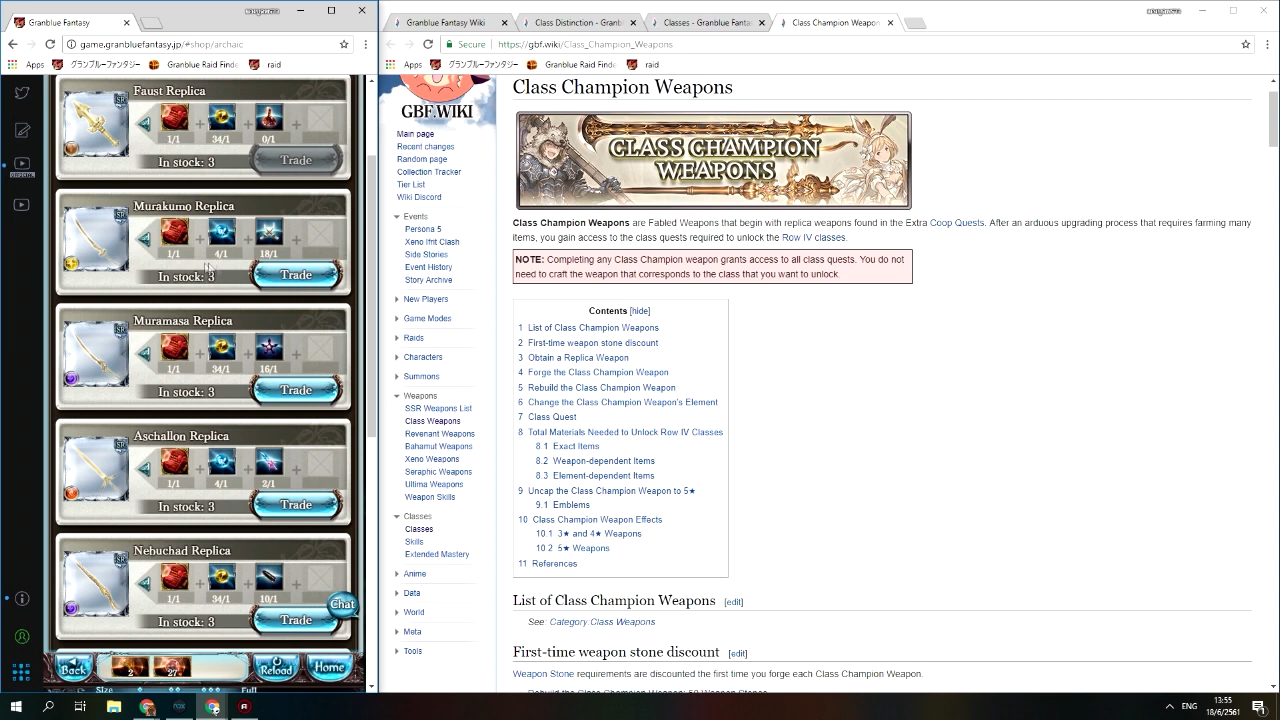 Granblue Fantasy
game.granbluefantasy.jp/#shop/archaic
Apps グランブルーファンタジー Granblue Raid Finde raid
Faust Replica
SR
1/1 34/1 0/1
In stock: 3 Trade
Murakumo Replica
SR
1/1 4/1 18/1
In stock: 3 Trade
Muramasa Replica
SR
1/1 34/1 16/1
In stock: 3 Trade
Aschallon Replica
SR
1/1 4/1 2/1
In stock: 3 Trade
Nebuchad Replica
SR
1/1 34/1 10/1
In stock: 3 Trade
Chat
Back 2 27 Reload Home
Size Full
Granblue Fantasy Wiki Class Distinction - Granbl Classes - Granblue Fanta Class Champion Weapon
Secure https://gbf.wiki/Class_Champion_Weapons
Apps グランブルーファンタジー Granblue Raid Finde raid
GBF.WIKI
Main page
Recent changes
Random page
Collection Tracker
Tier List
Wiki Discord
Events
Persona 5
Xeno Ifrit Clash
Side Stories
Event History
Story Archive
New Players
Game Modes
Raids
Characters
Summons
Weapons
SSR Weapons List
Class Weapons
Revenant Weapons
Bahamut Weapons
Xeno Weapons
Seraphic Weapons
Ultima Weapons
Weapon Skills
Classes
Classes
Skills
Extended Mastery
Anime
Data
World
Meta
Tools
Class Champion Weapons
CLASS CHAMPION
WEAPONS
Class Champion Weapons are Fabled Weapons that begin with replica weapons found in the Extra Coop Quests. After an arduous upgrading process that requires farming many
items, you gain access to the class quests required to unlock the Row IV classes.
NOTE: Completing any Class Champion weapon grants access to all class quests. You do not
need to craft the weapon that corresponds to the class that you want to unlock.
Contents [hide]
1 List of Class Champion Weapons
2 First-time weapon stone discount
3 Obtain a Replica Weapon
4 Forge the Class Champion Weapon
5 Rebuild the Class Champion Weapon
6 Change the Class Champion Weapon's Element
7 Class Quest
8 Total Materials Needed to Unlock Row IV Classes
8.1 Exact Items
8.2 Weapon-dependent Items
8.3 Element-dependent Items
9 Uncap the Class Champion Weapon to 5★
9.1 Emblems
10 Class Champion Weapon Effects
10.1 3★ and 4★ Weapons
10.2 5★ Weapons
11 References
List of Class Champion Weapons [edit]
See: Category:Class Weapons
First-time weapon stone discount [edit]
Weapon Stone requirements are discounted the first time you forge each Class Champion Weapon.
Rebuild the Class Champion Weapon: 50 Weapon Stones
ENG
13:55
18/6/2561